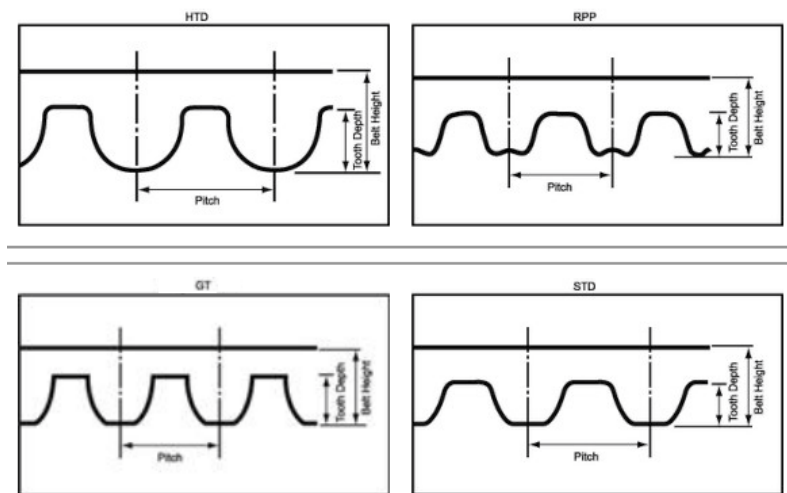 HTD
Tooth Depth
Belt Height
Pitch
RPP
Tooth Depth
Belt Height
Pitch
GT
Tooth Depth
Belt Height
Pitch
STD
Tooth Depth
Belt Height
Pitch